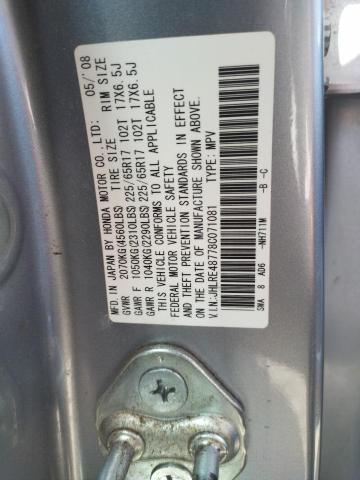 MFD. IN JAPAN BY HONDA MOTOR CO., LTD: 05/'08
TIRE SIZE RIM SIZE
GVWR 2070KG(4560LBS)
GAWR F 1050KG(2310LBS) 225/65R17 102T 17X6.5J
GAWR R 1040KG(2290LBS) 225/65R17 102T 17X6.5J
THIS VEHICLE CONFORMS TO ALL APPLICABLE
FEDERAL MOTOR VEHICLE SAFETY
AND THEFT PREVENTION STANDARDS IN EFFECT
ON THE DATE OF MANUFACTURE SHOWN ABOVE.
V.I.N.:JHLRE48778C071081 TYPE: MPV
SWA 8 AD6 -NH711M -B -C